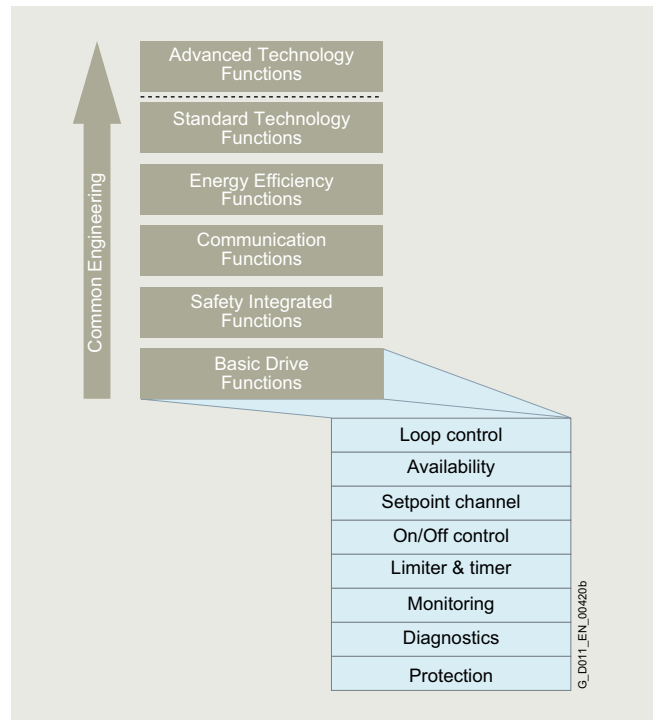 Advanced Technology
Functions
Standard Technology
Functions
Energy Efficiency
Functions
Communication
Functions
Safety Integrated
Functions
Basic Drive
Functions
Common Engineering
Loop control
Availability
Setpoint channel
On/Off control
Limiter & timer
Monitoring
Diagnostics
Protection
G_D011_EN_00420b